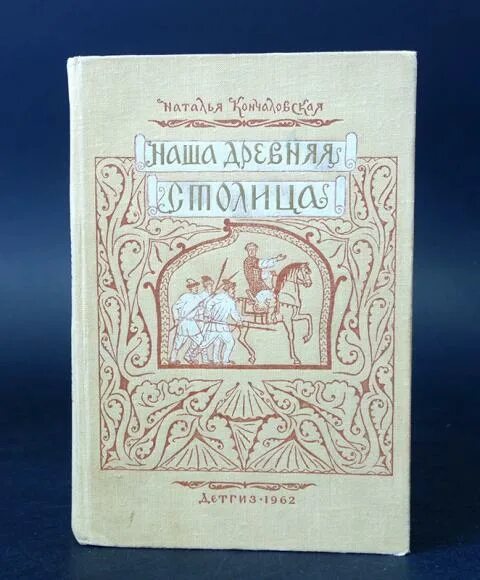 Наталья Кончаловская
НАША ДРЕВНЯЯ
СТОЛИЦА
Детгиз·1962